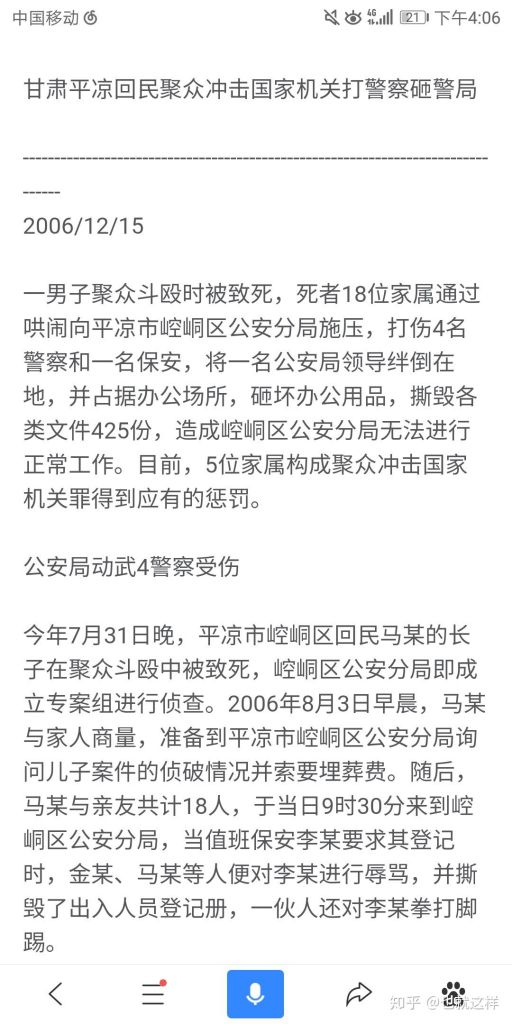 中国移动
4G
21
下午4:06
甘肃平凉回民聚众冲击国家机关打警察砸警局
--------------------------------------------------------------------------
------
2006/12/15
一男子聚众斗殴时被致死，死者18位家属通过
哄闹向平凉市崆峒区公安分局施压，打伤4名
警察和一名保安，将一名公安局领导绊倒在
地，并占据办公场所，砸坏办公用品，撕毁各
类文件425份，造成崆峒区公安分局无法进行
正常工作。目前，5位家属构成聚众冲击国家
机关罪得到应有的惩罚。
公安局动武4警察受伤
今年7月31日晚，平凉市崆峒区回民马某的长
子在聚众斗殴中被致死，崆峒区公安分局即成
立专案组进行侦查。2006年8月3日早晨，马某
与家人商量，准备到平凉市崆峒区公安分局询
问儿子案件的侦破情况并索要埋葬费。随后，
马某与亲友共计18人，于当日9时30分来到崆
峒区公安分局，当值班保安李某要求其登记
时，金某、马某等人便对李某进行辱骂，并撕
毁了出入人员登记册，一伙人还对李某拳打脚
踢。
知乎 @也就这样